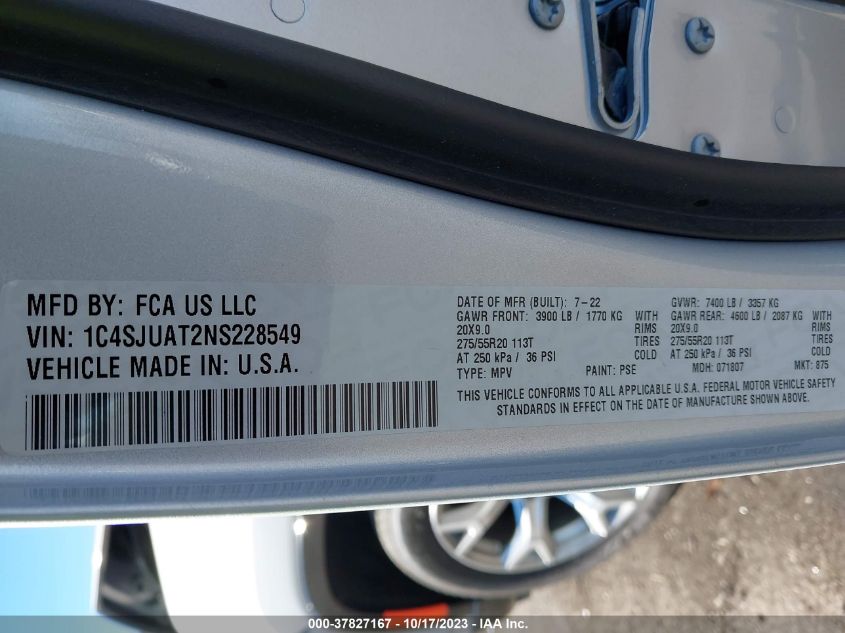 MFD BY: FCA US LLC
VIN: 1C4SJUAT2NS228549
VEHICLE MADE IN: U.S.A.
DATE OF MFR (BUILT): 7-22 GVWR: 7400 LB / 3357 KG
GAWR FRONT: 3900 LB / 1770 KG WITH GAWR REAR: 4600 LB / 2087 KG WITH
20X9.0 RIMS 20X9.0 RIMS
275/55R20 113T TIRES 275/55R20 113T TIRES
AT 250 kPa / 36 PSI COLD AT 250 kPa / 36 PSI COLD
TYPE: MPV PAINT: PSE MDH: 071807 MKT: 875
THIS VEHICLE CONFORMS TO ALL APPLICABLE U.S.A. FEDERAL MOTOR VEHICLE SAFETY
STANDARDS IN EFFECT ON THE DATE OF MANUFACTURE SHOWN ABOVE.
000-37827167 - 10/17/2023 - IAA Inc.